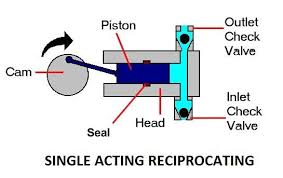 Piston
Outlet
Check
Valve
Cam
Inlet
Check
Valve
Seal
Head
SINGLE ACTING RECIPROCATING